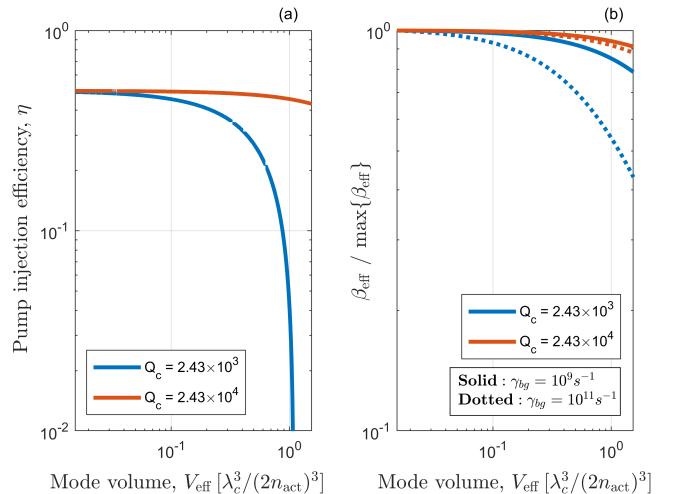 (a)
10^0
10^-1
10^-2
Pump injection efficiency, η
Q_c = 2.43×10^3
Q_c = 2.43×10^4
10^-1
10^0
Mode volume, V_eff [λ_c^3/(2n_act)^3]
(b)
10^0
10^-1
β_eff / max{β_eff}
Q_c = 2.43×10^3
Q_c = 2.43×10^4
Solid : γ_bg = 10^9 s^-1
Dotted : γ_bg = 10^11 s^-1
10^-1
10^0
Mode volume, V_eff [λ_c^3/(2n_act)^3]